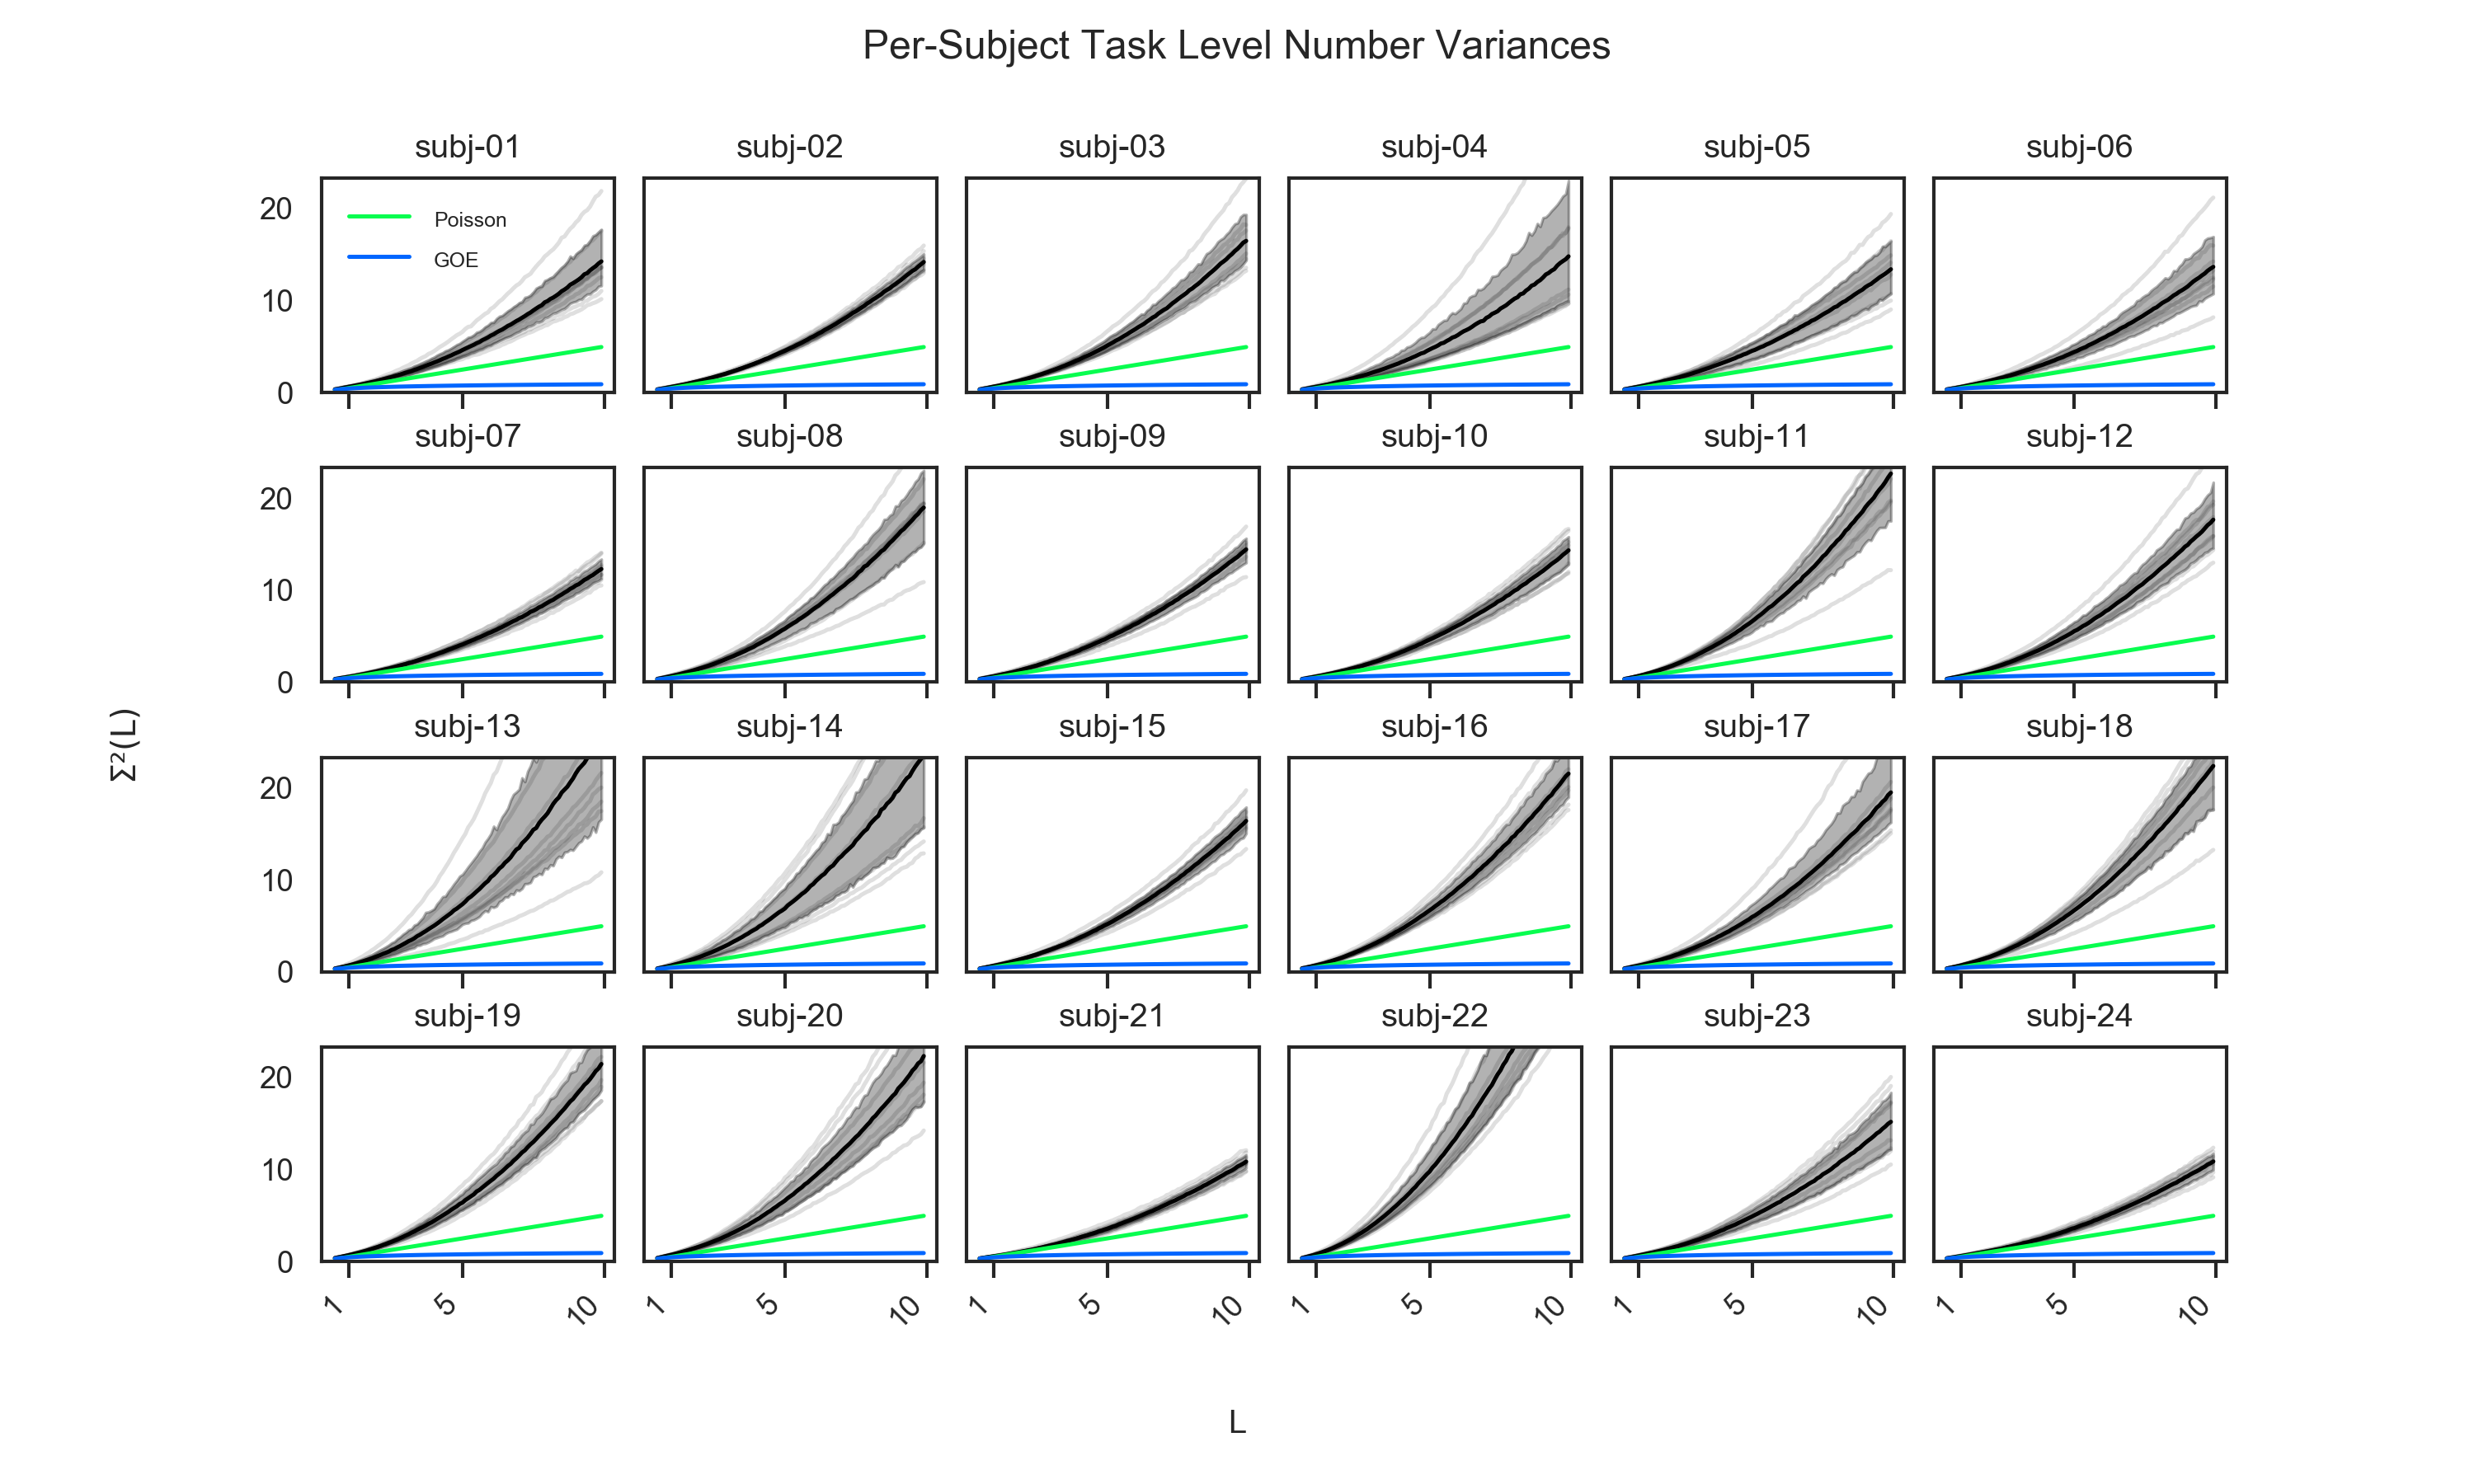 Per-Subject Task Level Number Variances
subj-01 subj-02 subj-03 subj-04 subj-05 subj-06
20
10
0
Poisson
GOE
subj-07 subj-08 subj-09 subj-10 subj-11 subj-12
20
10
0
subj-13 subj-14 subj-15 subj-16 subj-17 subj-18
20
10
0
Σ²(L)
subj-19 subj-20 subj-21 subj-22 subj-23 subj-24
20
10
0
1 5 10 1 5 10 1 5 10 1 5 10 1 5 10 1 5 10
L